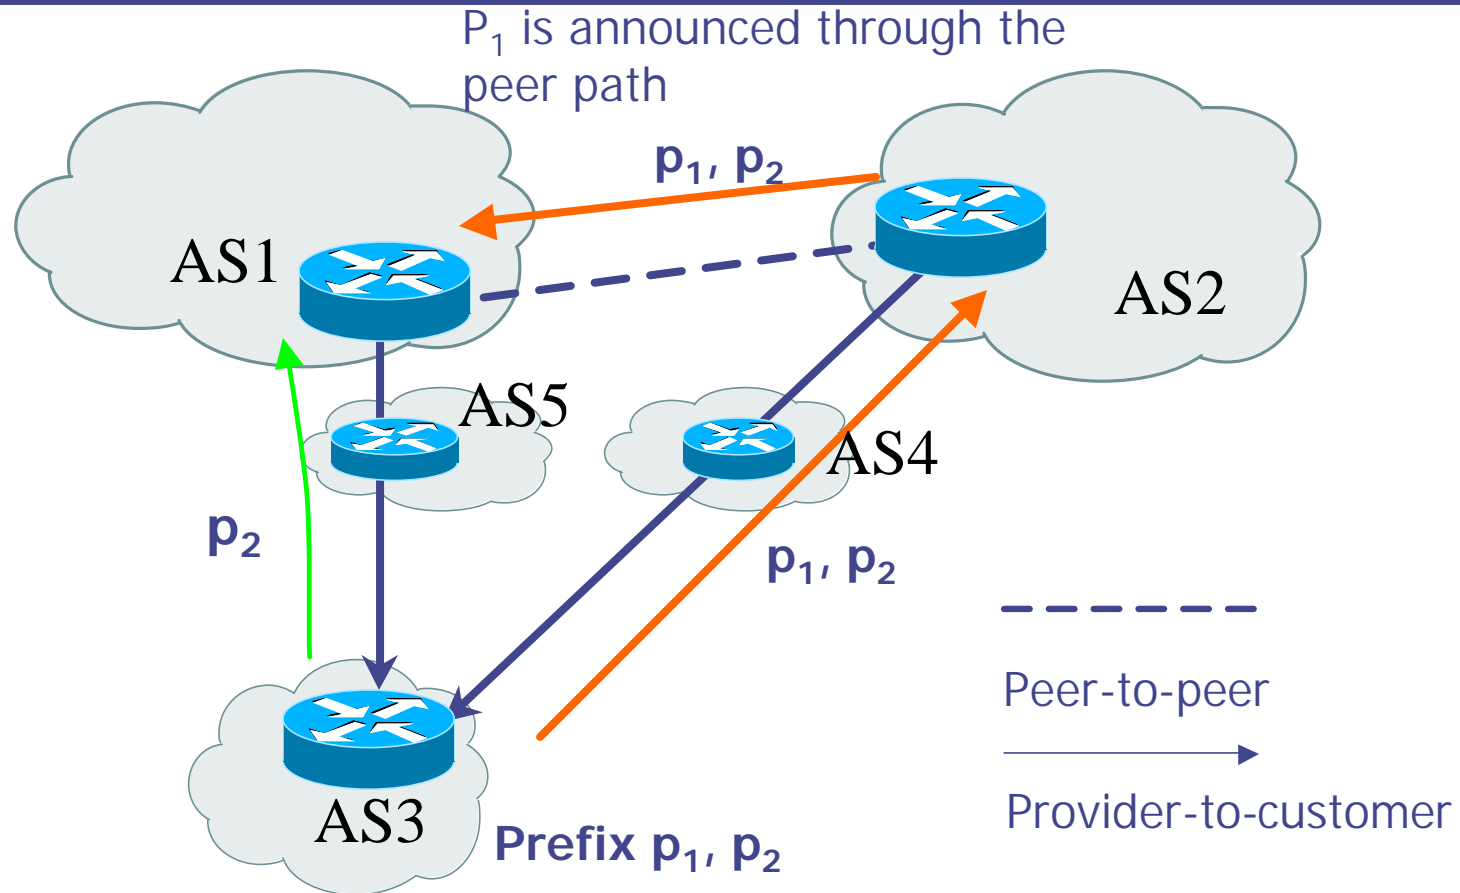 P₁ is announced through the
peer path
p₁, p₂
AS1
AS2
AS5
AS4
p₂
p₁, p₂
Peer-to-peer
Provider-to-customer
AS3
Prefix p₁, p₂